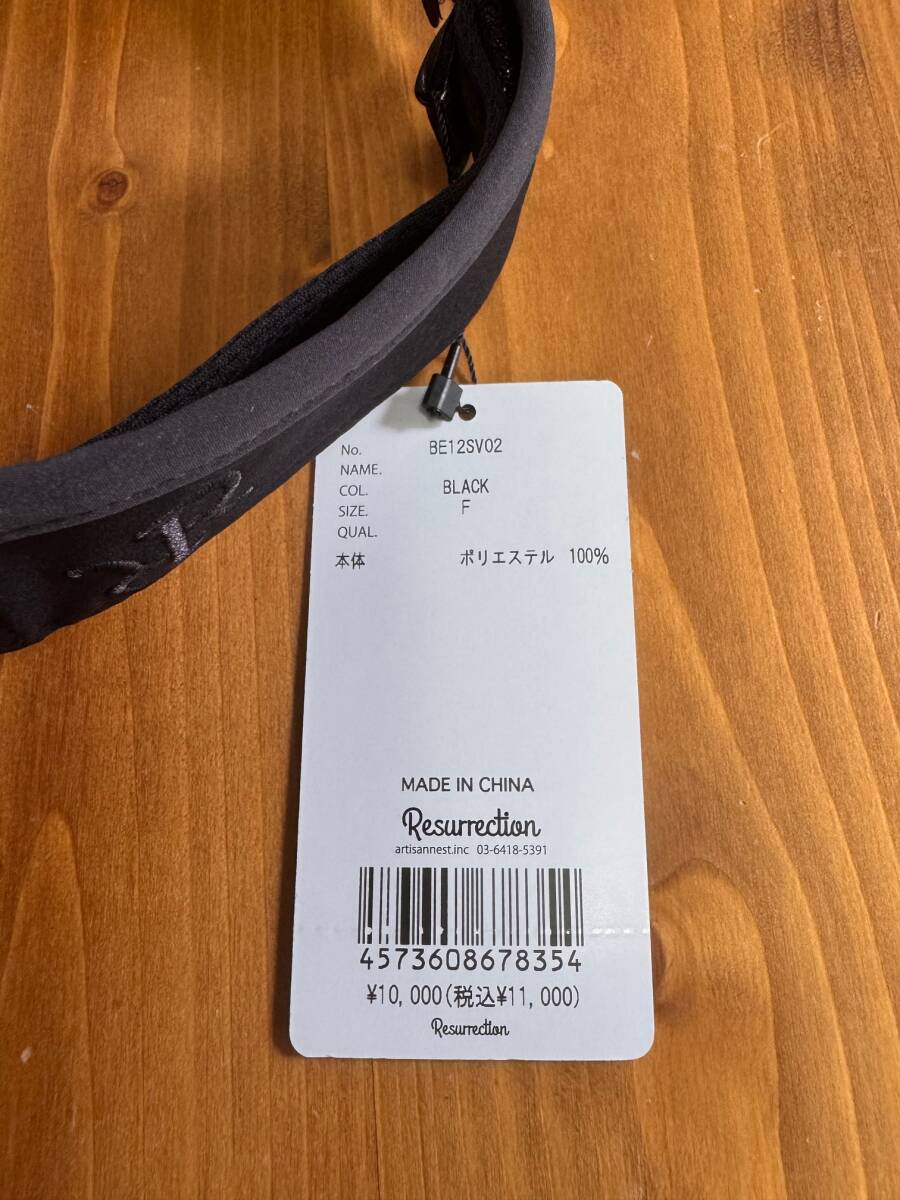 No. BE12SV02
NAME.
COL. BLACK
SIZE. F
QUAL.
本体 ポリエステル 100%
MADE IN CHINA
Resurrection
artisannest.inc 03-6418-5391
4573608678354
¥10,000(税込¥11,000)
Resurrection